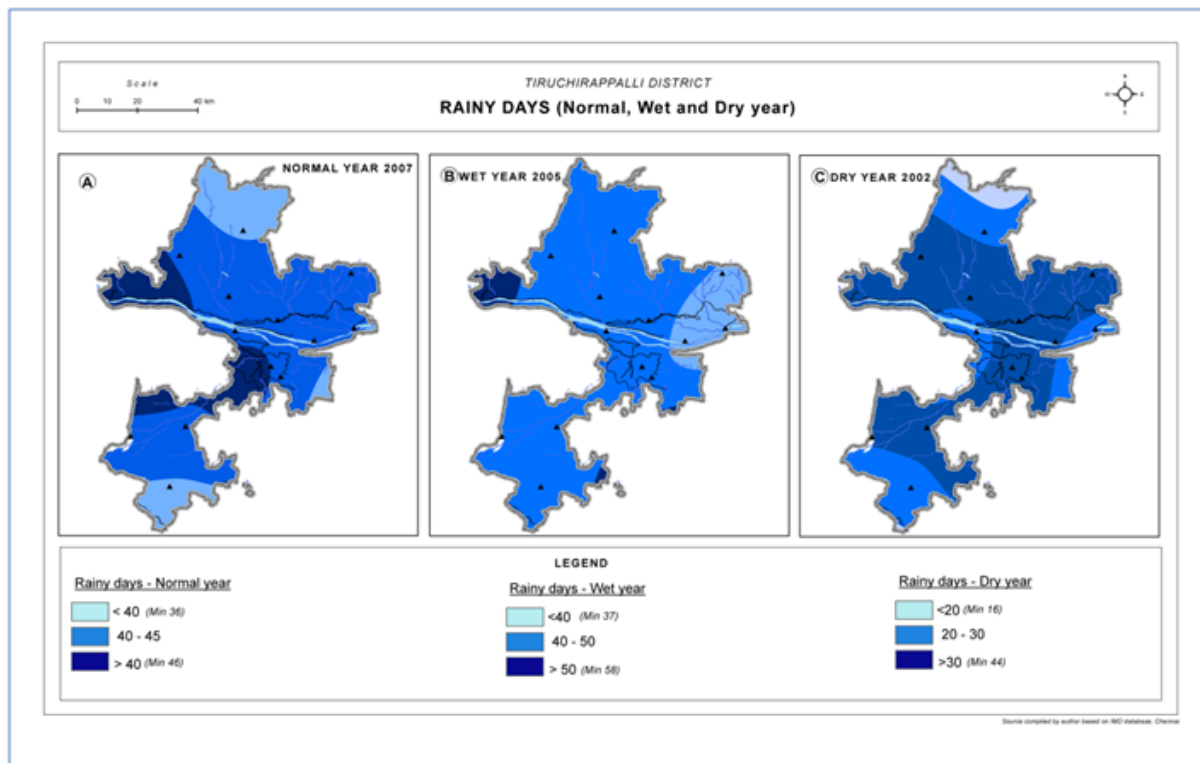 Scale
0 10 20 40 km
TIRUCHIRAPPALLI DISTRICT
RAINY DAYS (Normal, Wet and Dry year)
N
A
NORMAL YEAR 2007
B WET YEAR 2005
C DRY YEAR 2002
LEGEND
Rainy days - Normal year
< 40 (Min 36)
40 - 45
> 40 (Min 46)
Rainy days - Wet year
<40 (Min 37)
40 - 50
> 50 (Min 58)
Rainy days - Dry year
<20 (Min 16)
20 - 30
>30 (Min 44)
Source compiled by author based on IMD database, Chennai